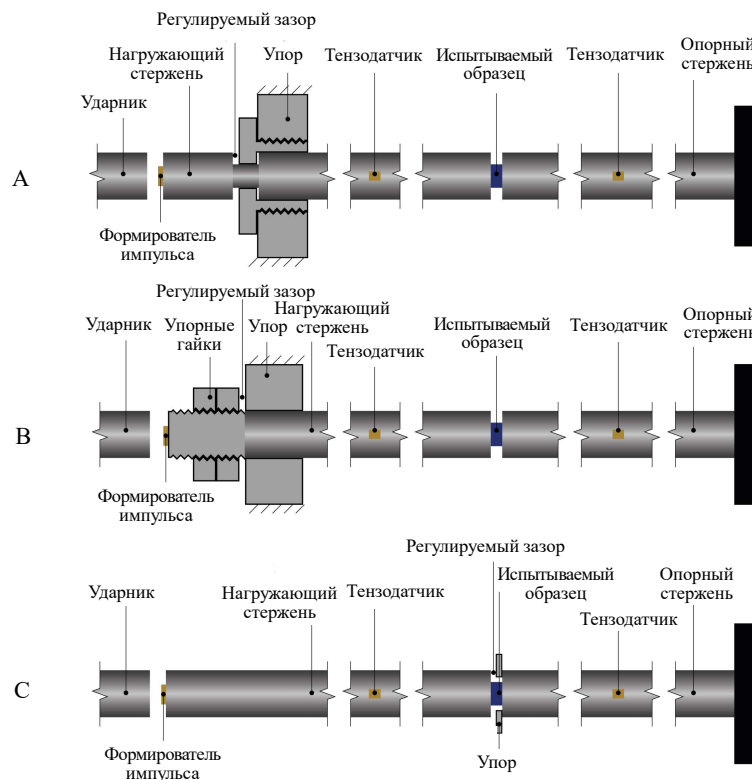 Регулируемый зазор
Нагружающий
стержень
Упор
Тензодатчик
Испытываемый
образец
Тензодатчик
Опорный
стержень
Ударник
A
Формирователь
импульса
Регулируемый зазор
Ударник
Упорные
гайки
Упор
Нагружающий
стержень
Тензодатчик
Испытываемый
образец
Тензодатчик
Опорный
стержень
B
Формирователь
импульса
Регулируемый зазор
Ударник
Нагружающий
стержень
Тензодатчик
Испытываемый
образец
Тензодатчик
Опорный
стержень
C
Формирователь
импульса
Упор